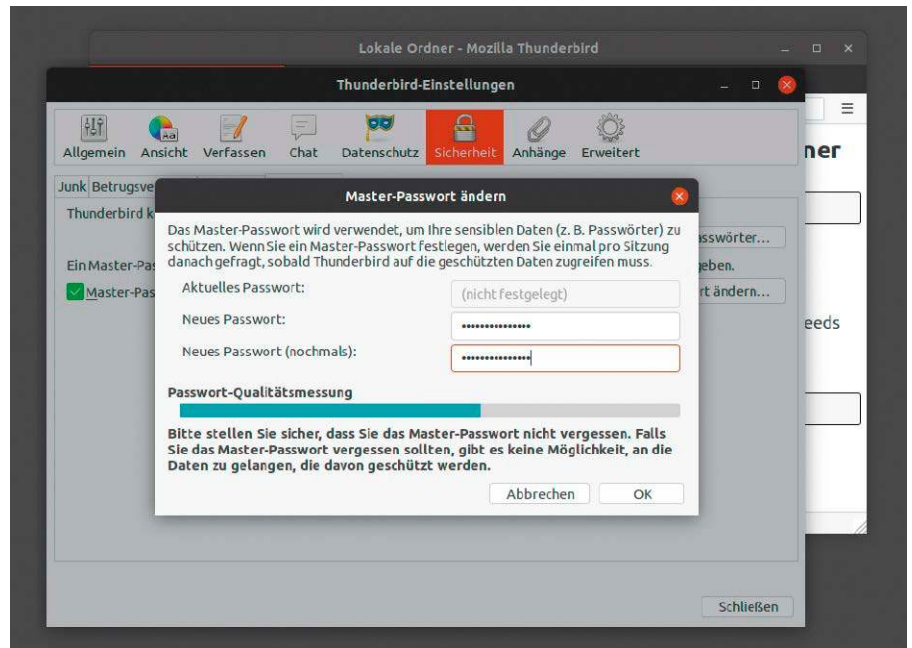 Lokale Ordner - Mozilla Thunderbird
Thunderbird-Einstellungen
Allgemein Ansicht Verfassen Chat Datenschutz Sicherheit Anhänge Erweitert
ner
Junk Betrugsve
Master-Passwort ändern
Thunderbird k
Das Master-Passwort wird verwendet, um Ihre sensiblen Daten (z. B. Passwörter) zu
schützen. Wenn Sie ein Master-Passwort festlegen, werden Sie einmal pro Sitzung
danach gefragt, sobald Thunderbird auf die geschützten Daten zugreifen muss.
asswörter...
Ein Master-Pas
geben.
Master-Pas
rt ändern...
Aktuelles Passwort:
(nicht festgelegt)
Neues Passwort:
Neues Passwort (nochmals):
eeds
Passwort-Qualitätsmessung
Bitte stellen Sie sicher, dass Sie das Master-Passwort nicht vergessen. Falls
Sie das Master-Passwort vergessen sollten, gibt es keine Möglichkeit, an die
Daten zu gelangen, die davon geschützt werden.
Abbrechen OK
Schließen